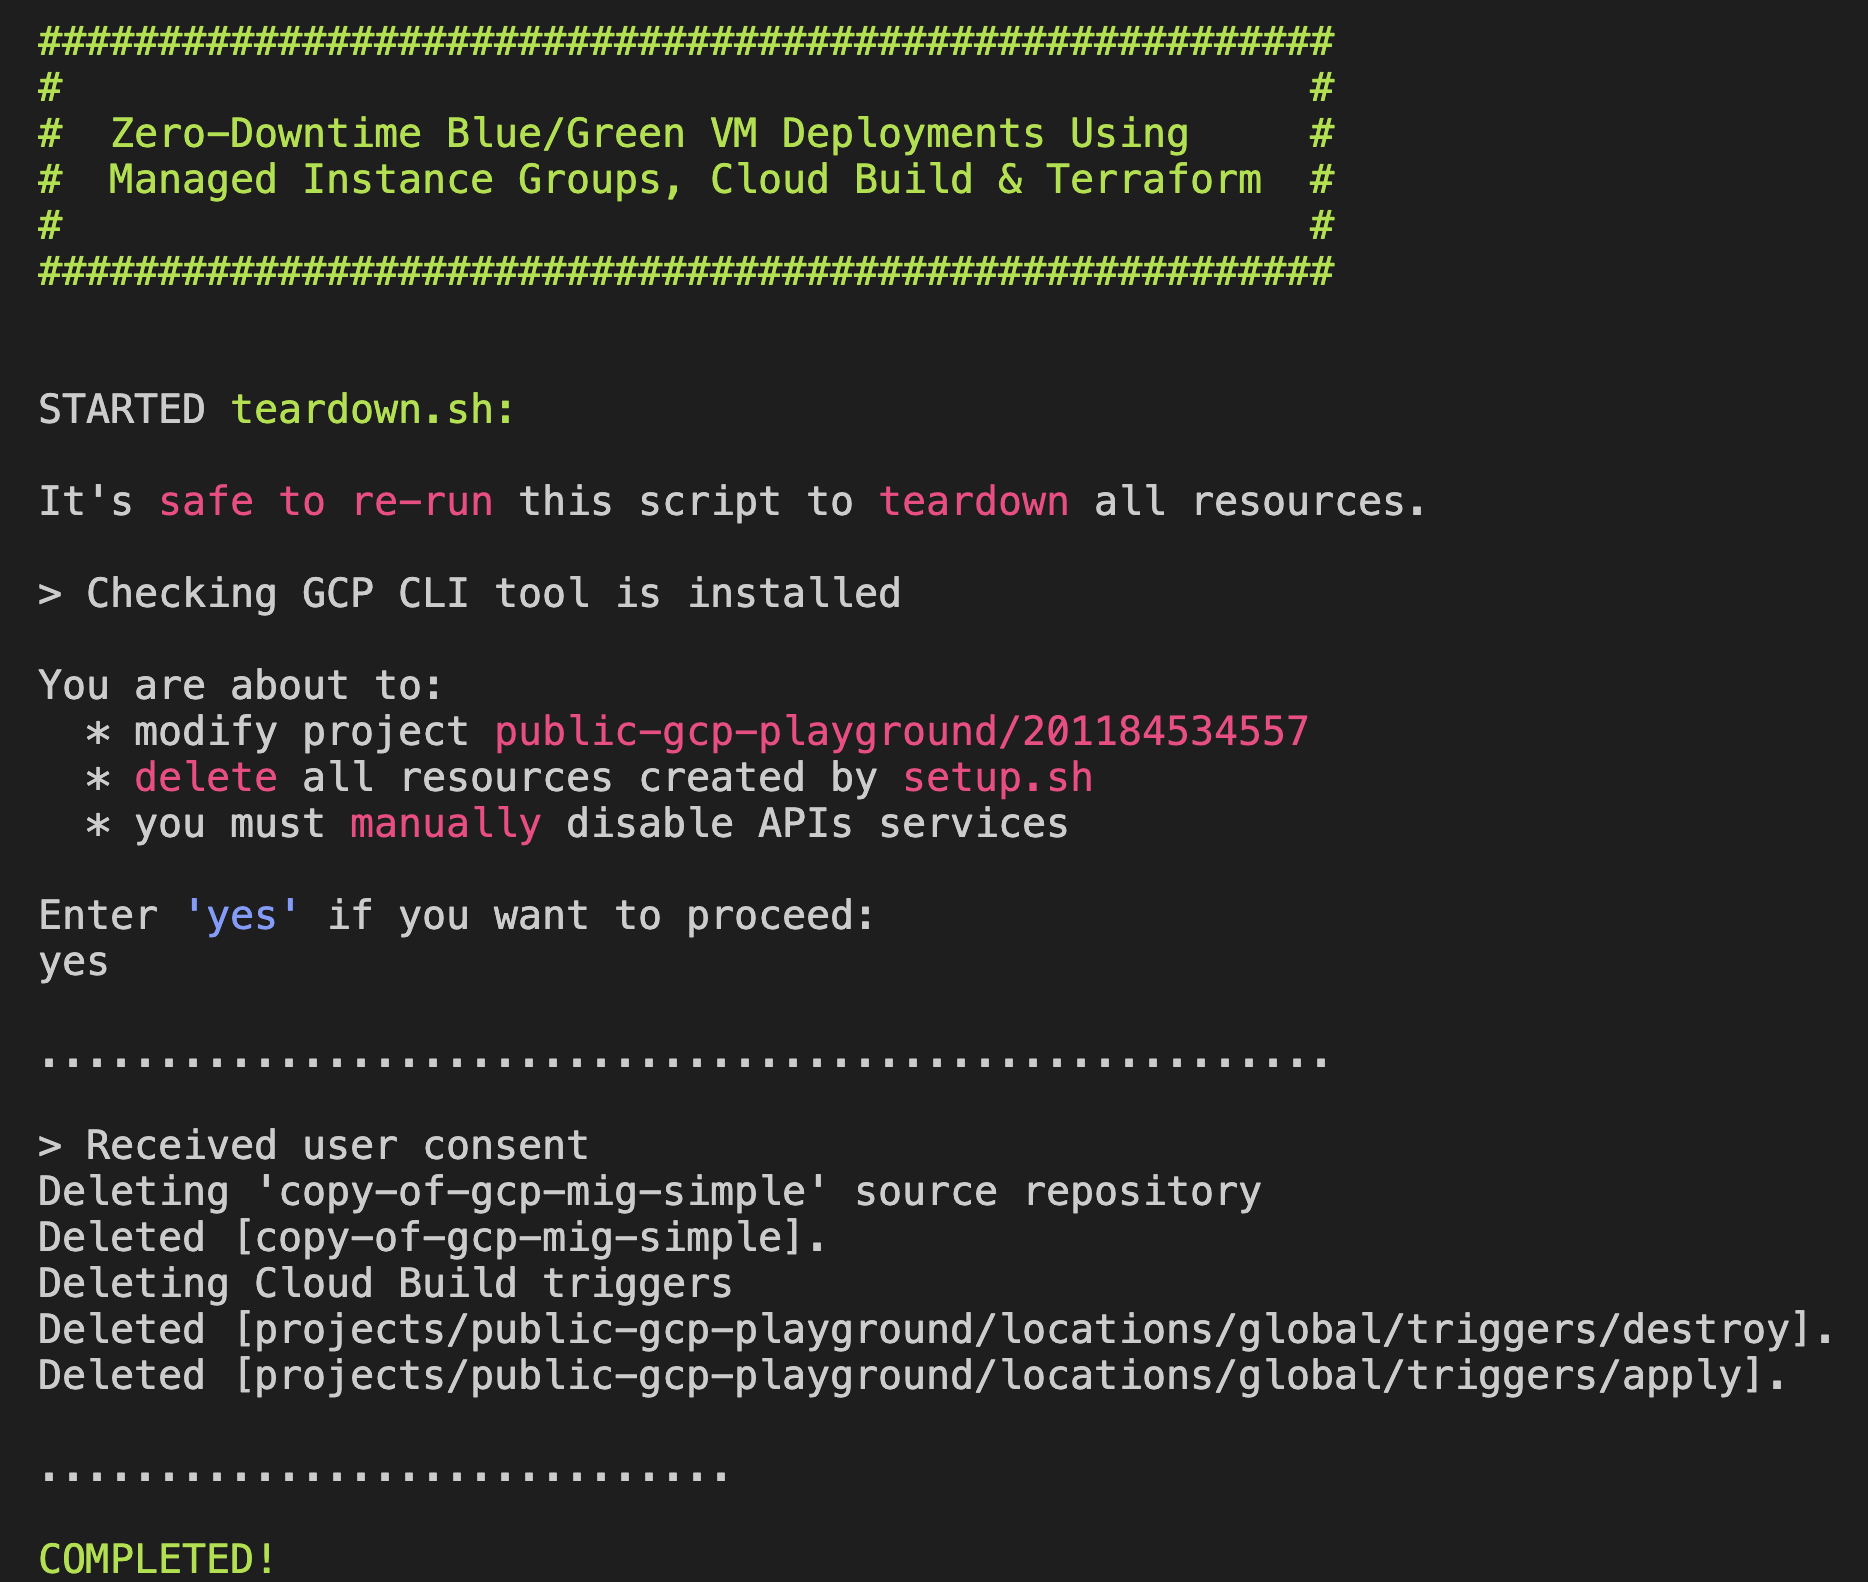 ######################################################
#                                                    #
#  Zero-Downtime Blue/Green VM Deployments Using     #
#  Managed Instance Groups, Cloud Build & Terraform  #
#                                                    #
######################################################
STARTED teardown.sh:
It's safe to re-run this script to teardown all resources.
> Checking GCP CLI tool is installed
You are about to:
  * modify project public-gcp-playground/201184534557
  * delete all resources created by setup.sh
  * you must manually disable APIs services
Enter 'yes' if you want to proceed:
yes
......................................................
> Received user consent
Deleting 'copy-of-gcp-mig-simple' source repository
Deleted [copy-of-gcp-mig-simple].
Deleting Cloud Build triggers
Deleted [projects/public-gcp-playground/locations/global/triggers/destroy].
Deleted [projects/public-gcp-playground/locations/global/triggers/apply].
.............................
COMPLETED!